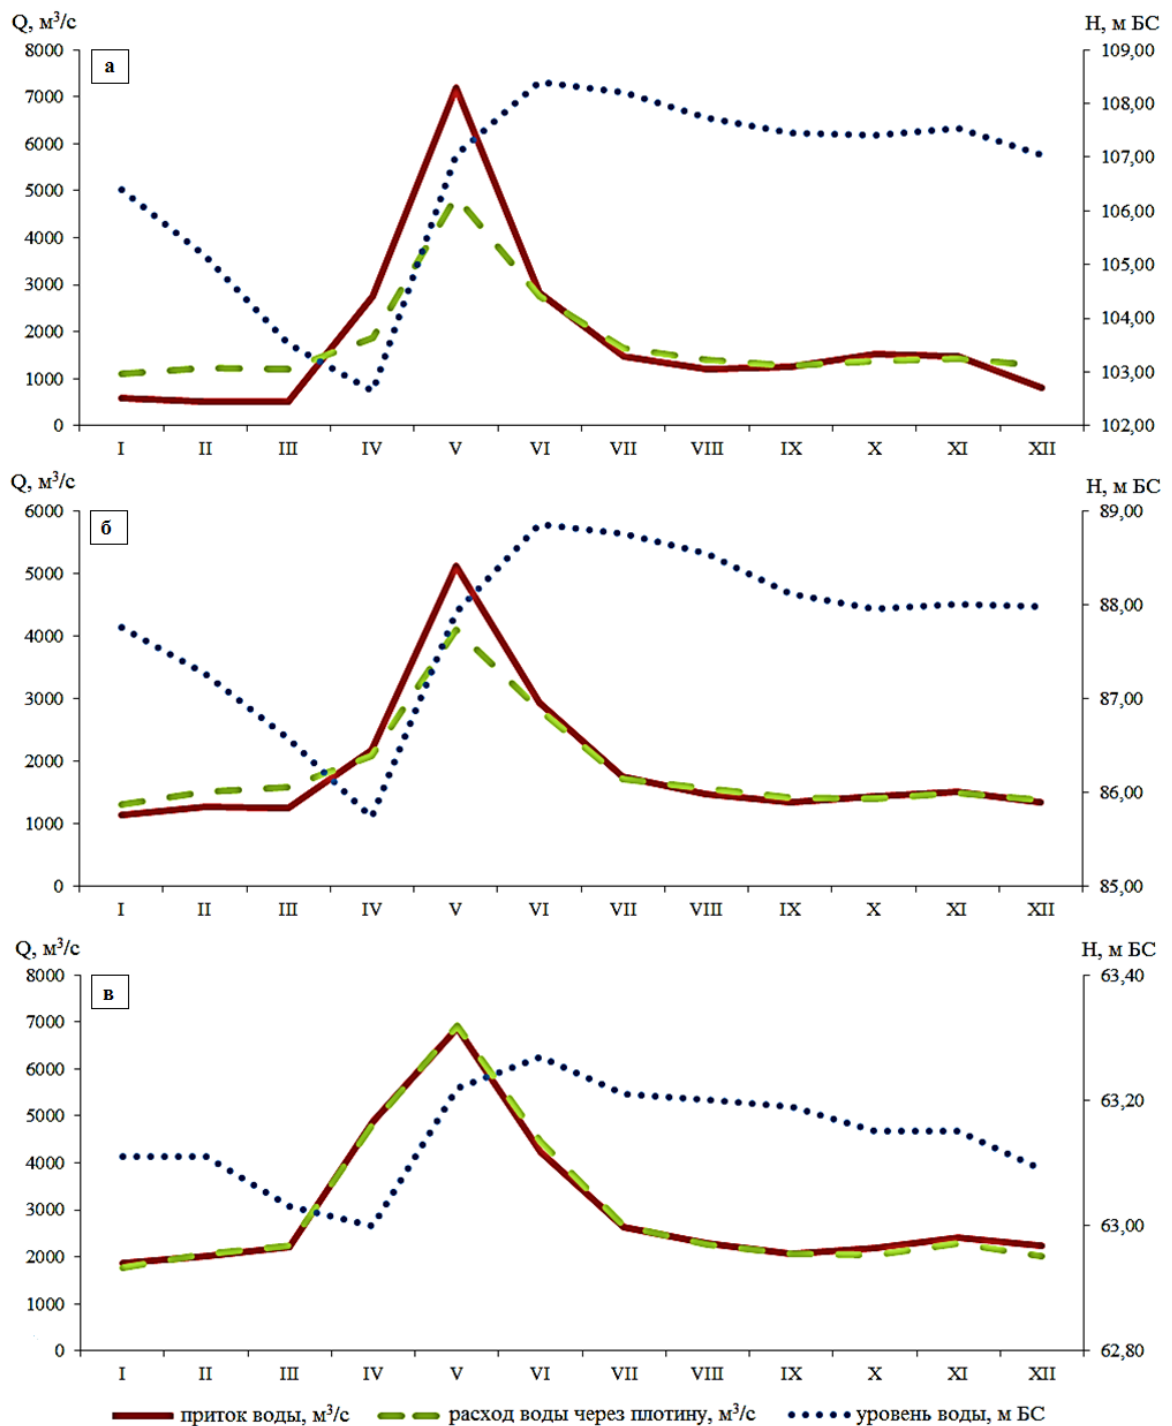 Q, м³/с H, м БС
а
8000 109,00
7000 108,00
6000 107,00
5000 106,00
4000 105,00
3000 104,00
2000 103,00
1000 102,00
0
I II III IV V VI VII VIII IX X XI XII
Q, м³/с H, м БС
б
6000 89,00
5000 88,00
4000 87,00
3000 86,00
2000 85,00
1000
0
I II III IV V VI VII VIII IX X XI XII
Q, м³/с H, м БС
в
8000 63,40
7000 63,20
6000 63,00
5000 62,80
4000
3000
2000
1000
0
I II III IV V VI VII VIII IX X XI XII
приток воды, м³/с расход воды через плотину, м³/с уровень воды, м БС